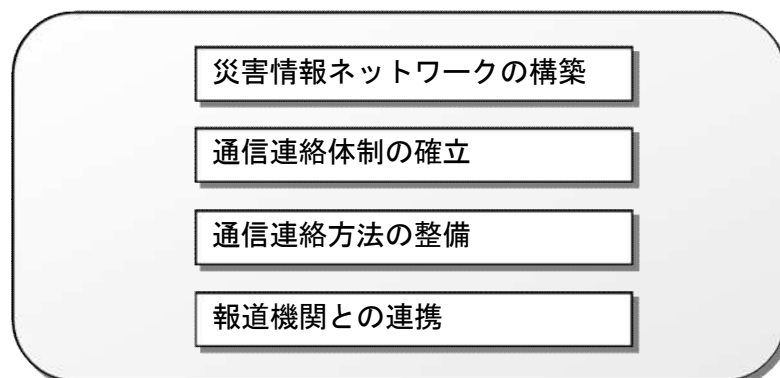 災害情報ネットワークの構築
通信連絡体制の確立
通信連絡方法の整備
報道機関との連携